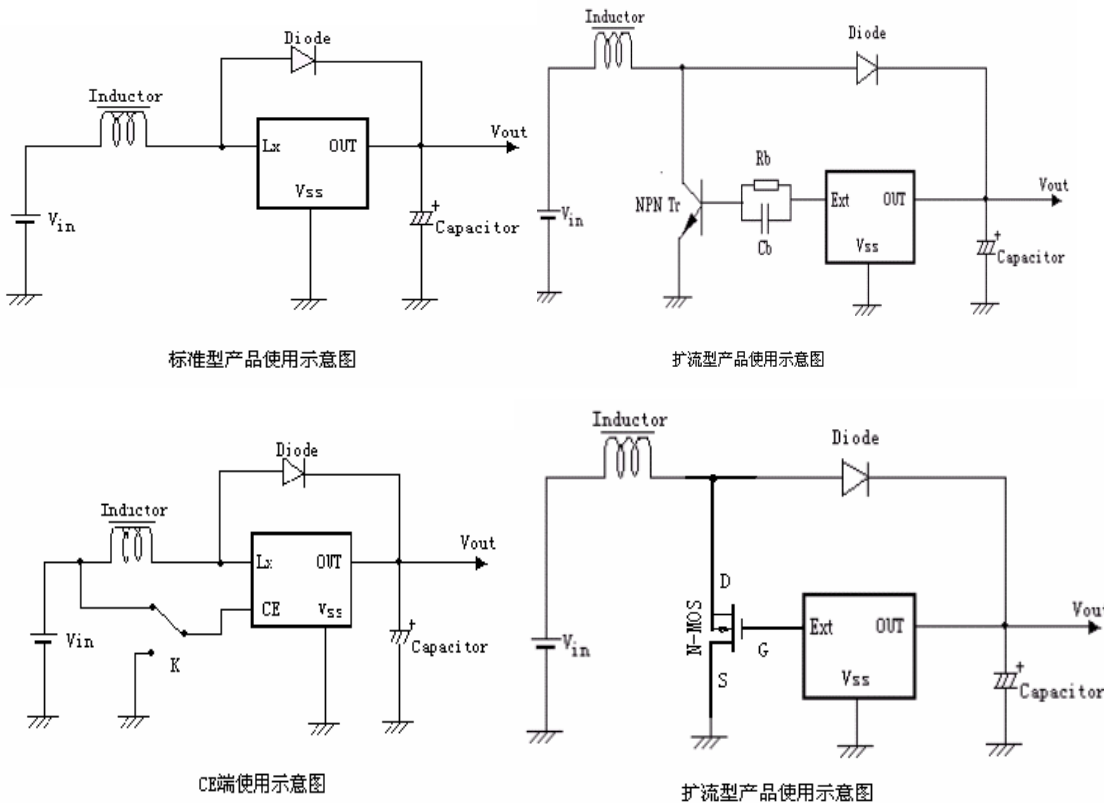 Inductor
Diode
Lx
OUT
Vss
Vin
Vout
+
Capacitor
标准型产品使用示意图
Inductor
Diode
Rb
Cb
NPN Tr
Ext
OUT
Vss
Vin
Vout
+
Capacitor
扩流型产品使用示意图
Inductor
Diode
Lx
OUT
CE
Vss
Vin
K
Vout
+
Capacitor
CE端使用示意图
Inductor
Diode
D
N-MOS
G
S
Ext
OUT
Vss
Vin
Vout
+
Capacitor
扩流型产品使用示意图